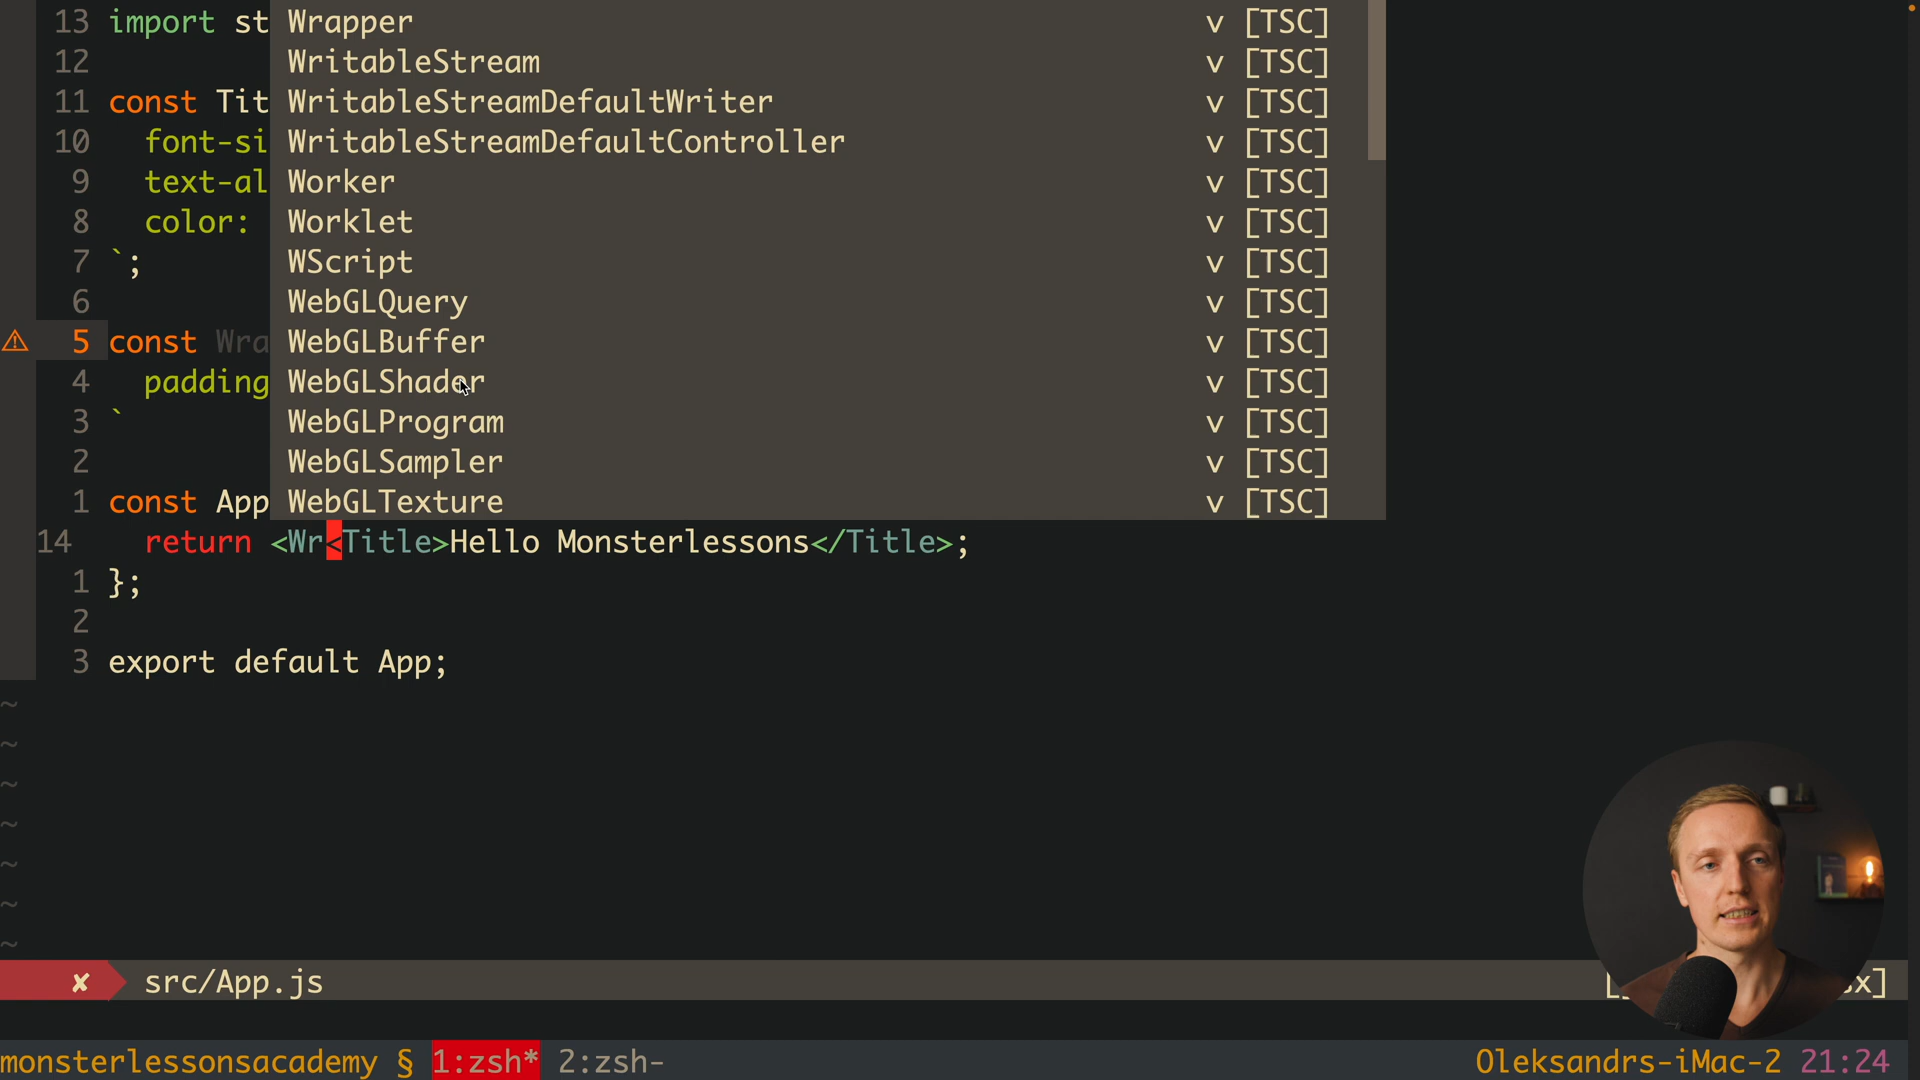 13 import st Wrapper v [TSC]
12 WritableStream v [TSC]
11 const Tit WritableStreamDefaultWriter v [TSC]
10 font-si WritableStreamDefaultController v [TSC]
9 text-al Worker v [TSC]
8 color: Worklet v [TSC]
7 `; WScript v [TSC]
6 WebGLQuery v [TSC]
5 const Wra WebGLBuffer v [TSC]
4 padding WebGLShader v [TSC]
3 ` WebGLProgram v [TSC]
2 WebGLSampler v [TSC]
1 const App WebGLTexture v [TSC]
14 return <Wr<Title>Hello Monsterlessons</Title>;
1 };
2
3 export default App;
~
~
~
~
~
~
~
✘ src/App.js
monsterlessonsacademy § 1:zsh* 2:zsh- Oleksandrs-iMac-2 21:24